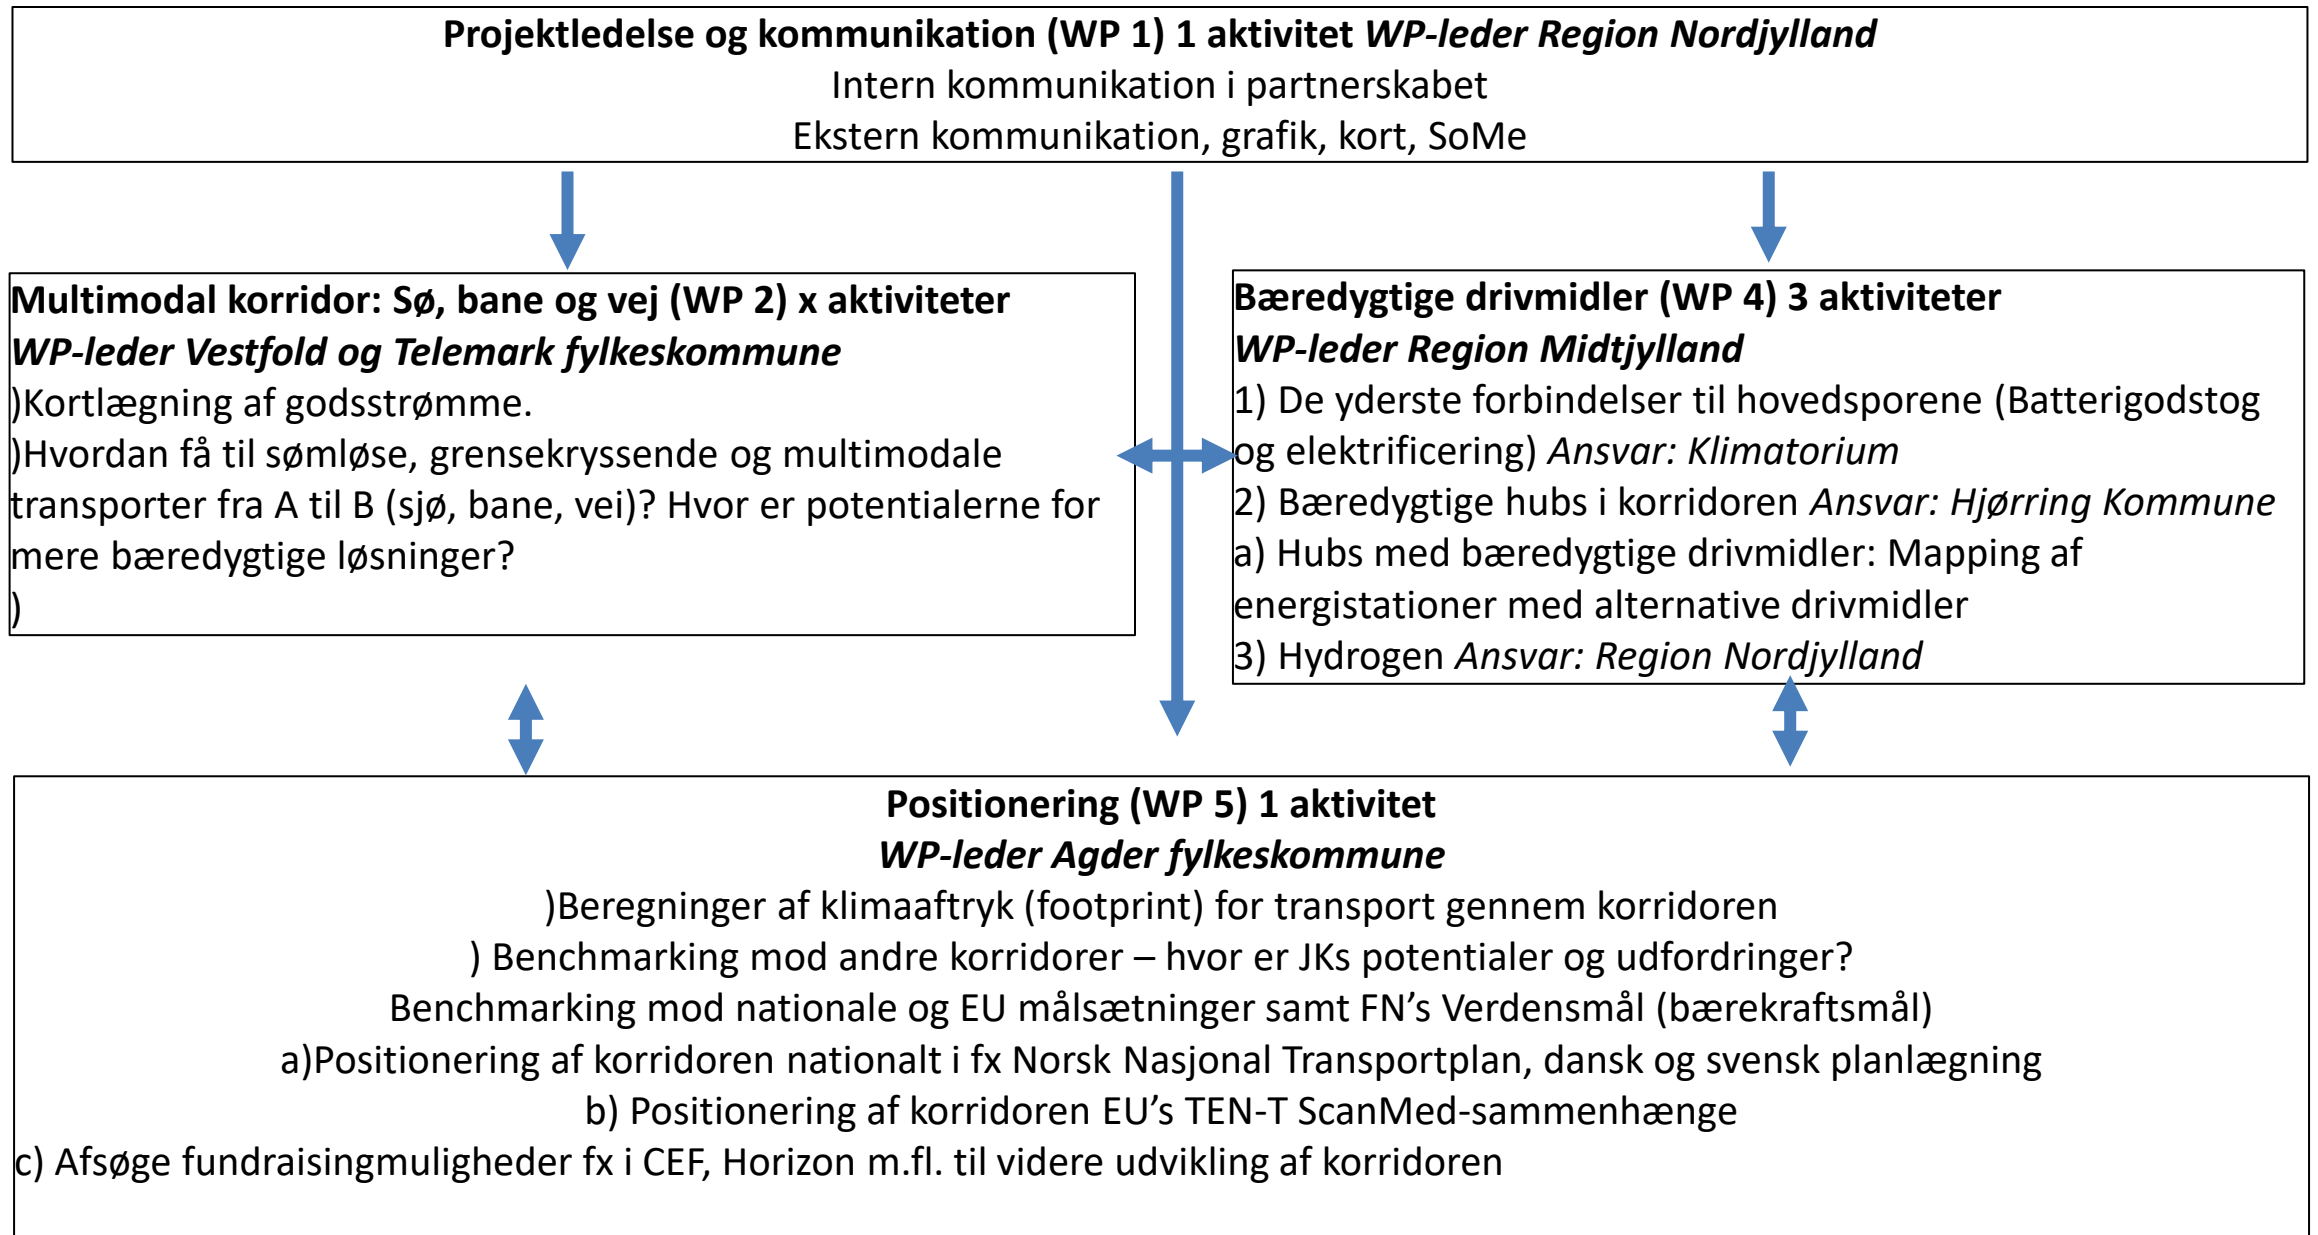 Projektledelse og kommunikation (WP 1) 1 aktivitet WP-leder Region Nordjylland
Intern kommunikation i partnerskabet
Ekstern kommunikation, grafik, kort, SoMe
Multimodal korridor: Sø, bane og vej (WP 2) x aktiviteter
WP-leder Vestfold og Telemark fylkeskommune
)Kortlægning af godsstrømme.
)Hvordan få til sømløse, grensekryssende og multimodale
transporter fra A til B (sjø, bane, vei)? Hvor er potentialerne for
mere bæredygtige løsninger?
)
Bæredygtige drivmidler (WP 4) 3 aktiviteter
WP-leder Region Midtjylland
1) De yderste forbindelser til hovedsporene (Batterigodstog
og elektrificering) Ansvar: Klimatorium
2) Bæredygtige hubs i korridoren Ansvar: Hjørring Kommune
a) Hubs med bæredygtige drivmidler: Mapping af
energistationer med alternative drivmidler
3) Hydrogen Ansvar: Region Nordjylland
Positionering (WP 5) 1 aktivitet
WP-leder Agder fylkeskommune
)Beregninger af klimaaftryk (footprint) for transport gennem korridoren
) Benchmarking mod andre korridorer – hvor er JKs potentialer og udfordringer?
Benchmarking mod nationale og EU målsætninger samt FN’s Verdensmål (bærekraftsmål)
a)Positionering af korridoren nationalt i fx Norsk Nasjonal Transportplan, dansk og svensk planlægning
b) Positionering af korridoren EU’s TEN-T ScanMed-sammenhænge
c) Afsøge fundraisingmuligheder fx i CEF, Horizon m.fl. til videre udvikling af korridoren